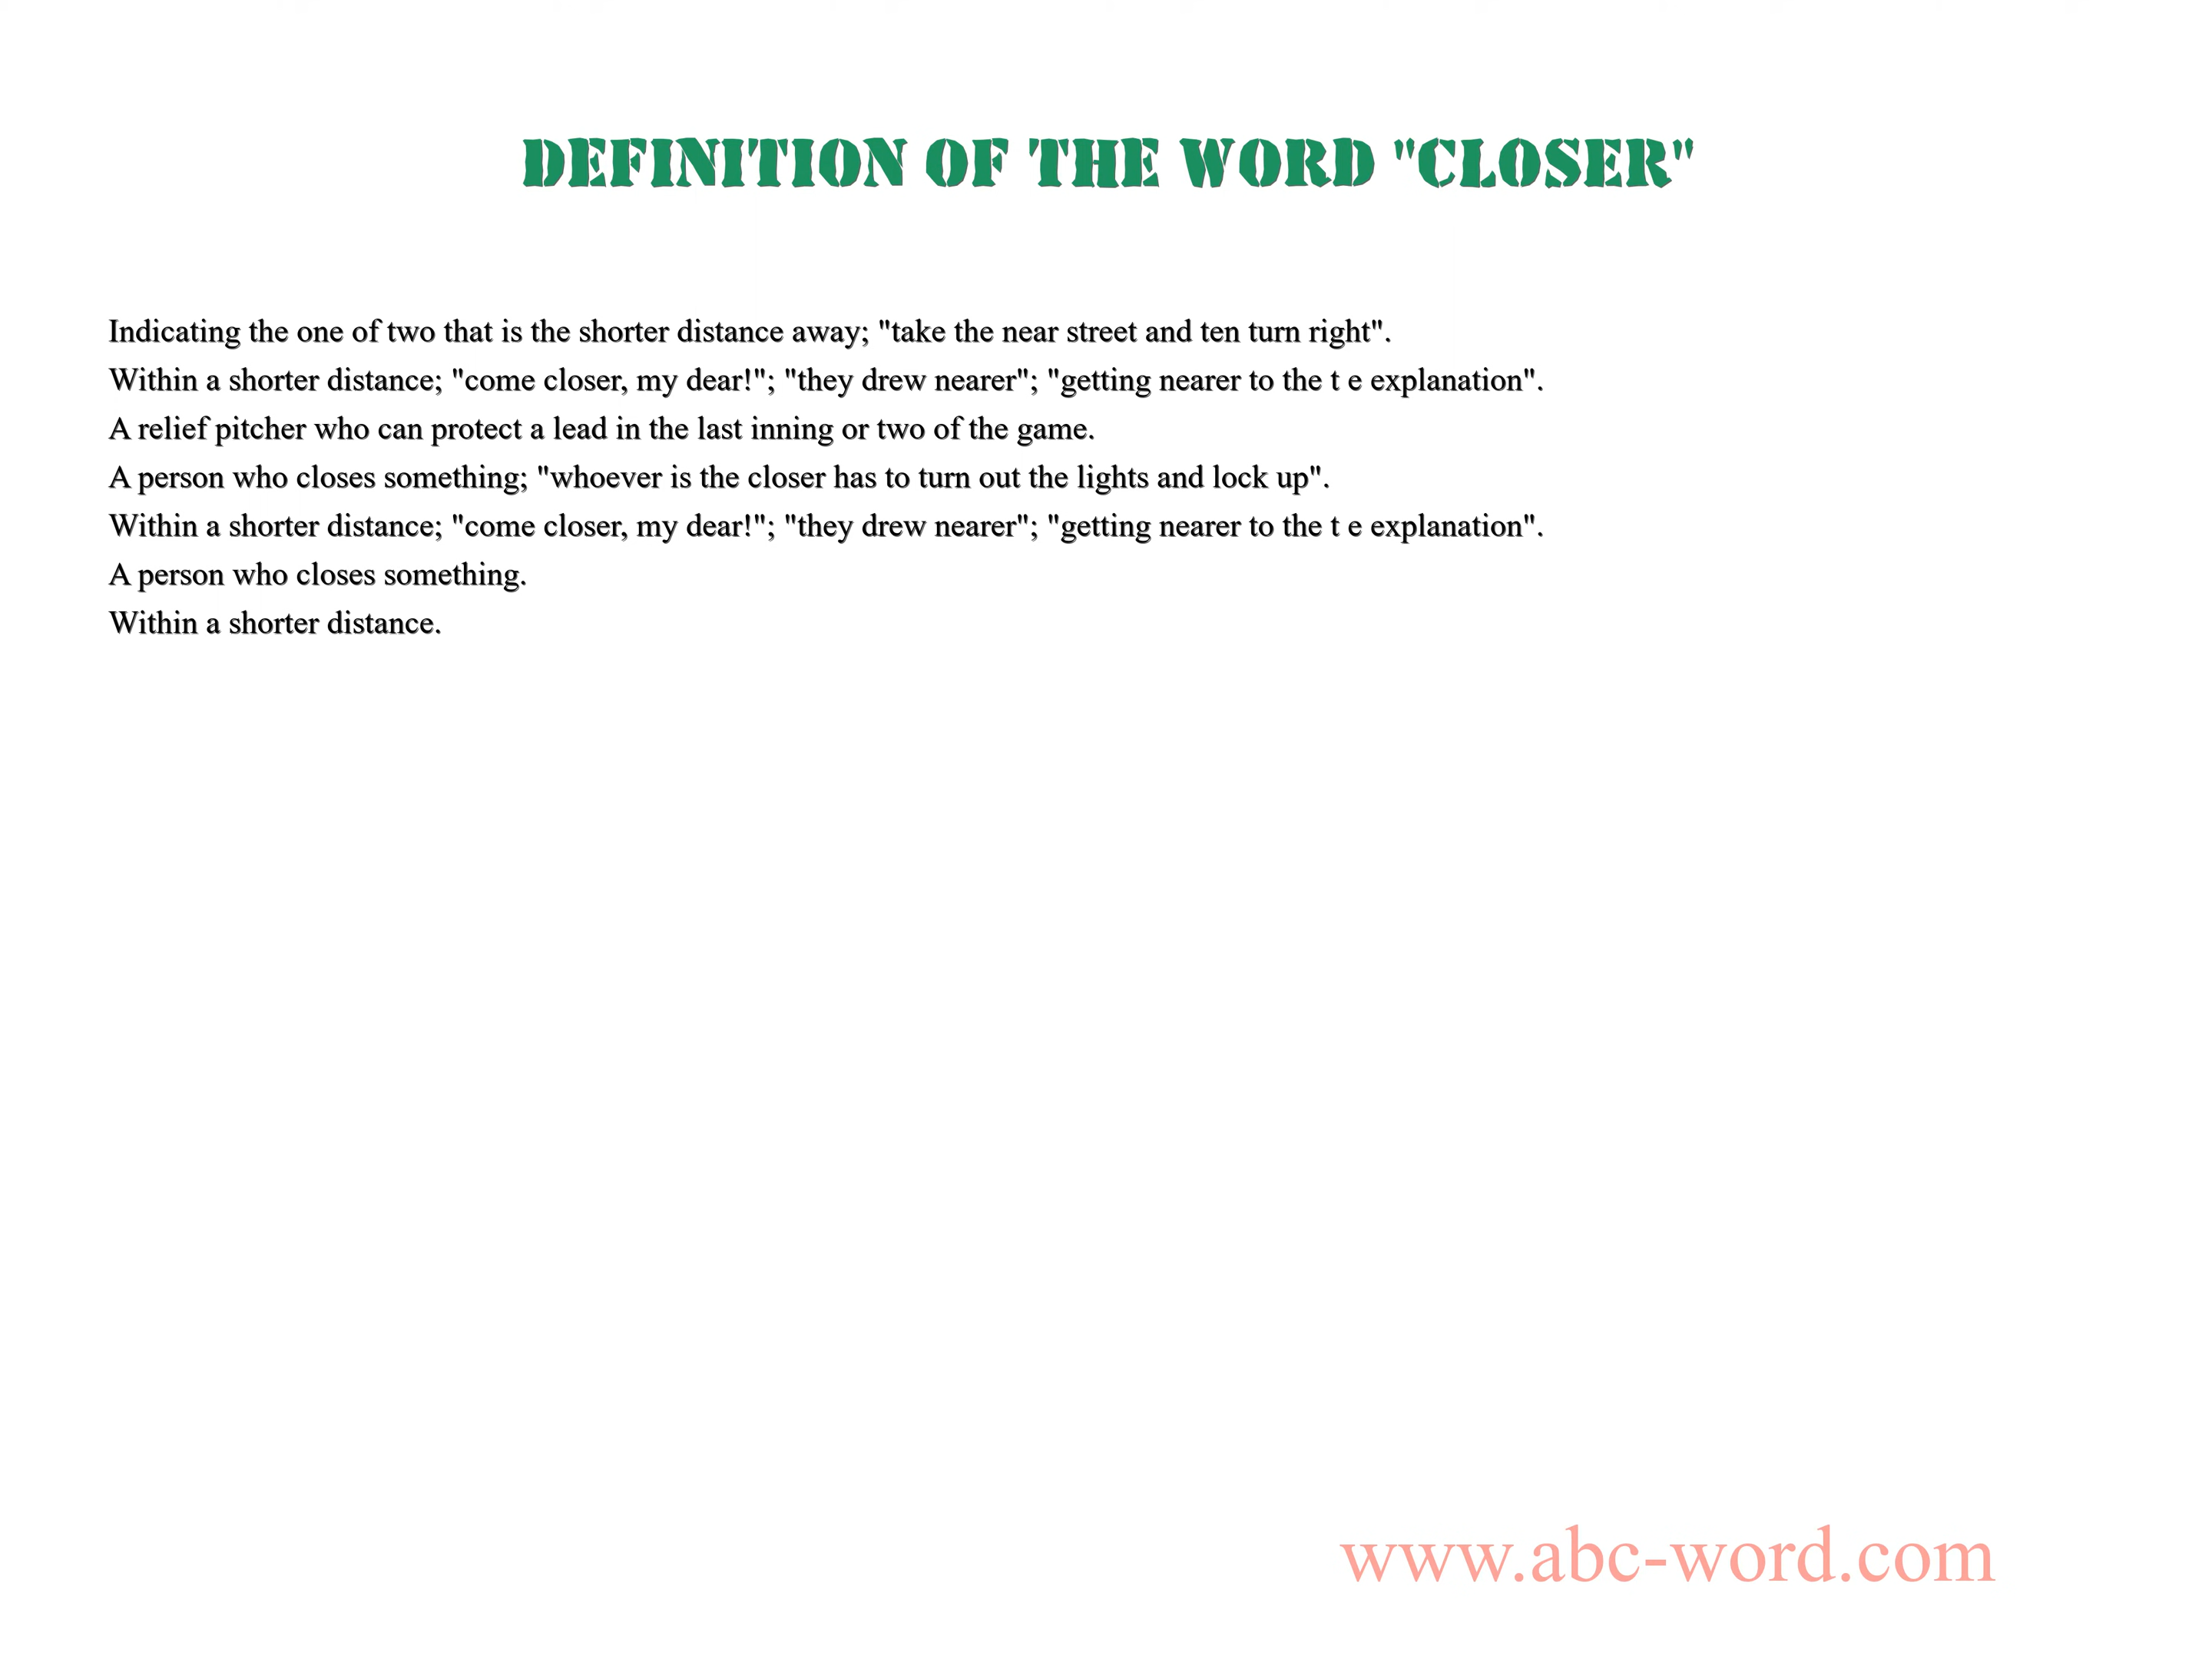 DEFINITION OF THE WORD "CLOSER"
Indicating the one of two that is the shorter distance away; "take the near street and ten turn right".
Within a shorter distance; "come closer, my dear!"; "they drew nearer"; "getting nearer to the t e explanation".
A relief pitcher who can protect a lead in the last inning or two of the game.
A person who closes something; "whoever is the closer has to turn out the lights and lock up".
Within a shorter distance; "come closer, my dear!"; "they drew nearer"; "getting nearer to the t e explanation".
A person who closes something.
Within a shorter distance.
www.abc-word.com